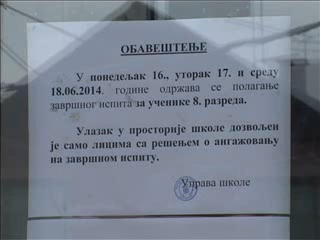 ОБАВЕШТЕЊЕ
У понедељак 16., уторак 17. и среду
18.06.2014. године одржава се полагање
завршног испита за ученике 8. разреда.
Улазак у просторије школе дозвољен
је само лицима са решењем о ангажовању
на завршном испиту.
Управа школе